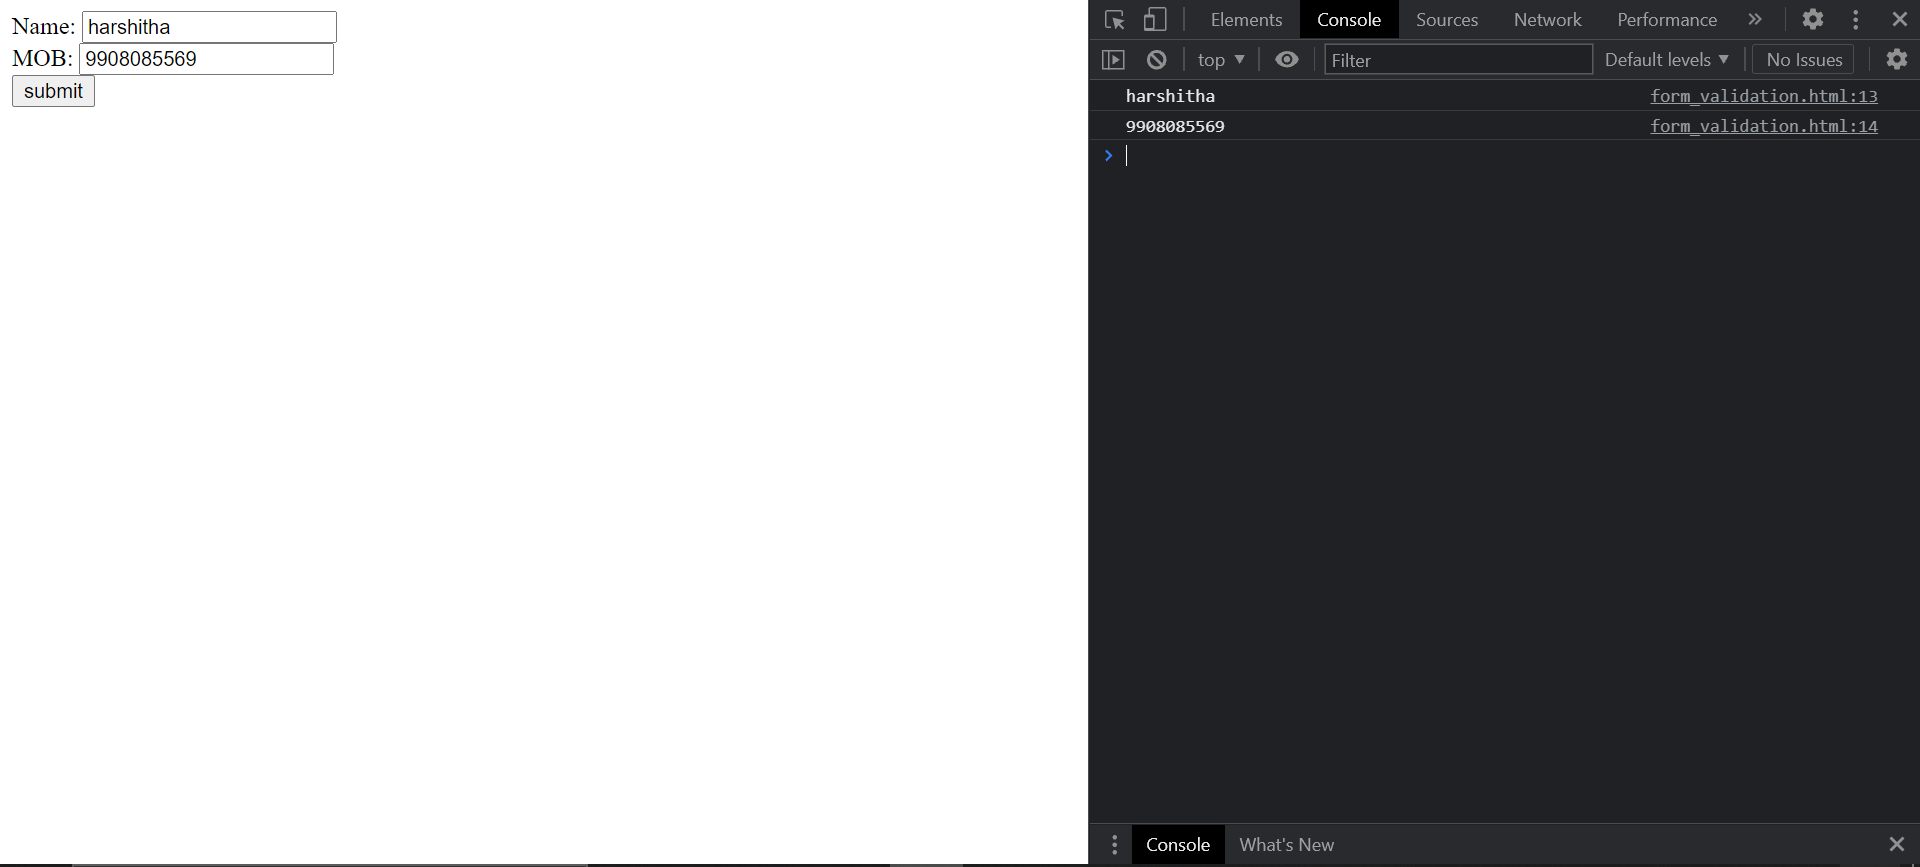 Name: harshitha
MOB: 9908085569
submit
Elements Console Sources Network Performance
top Filter Default levels No Issues
harshitha form_validation.html:13
9908085569 form_validation.html:14
Console What's New